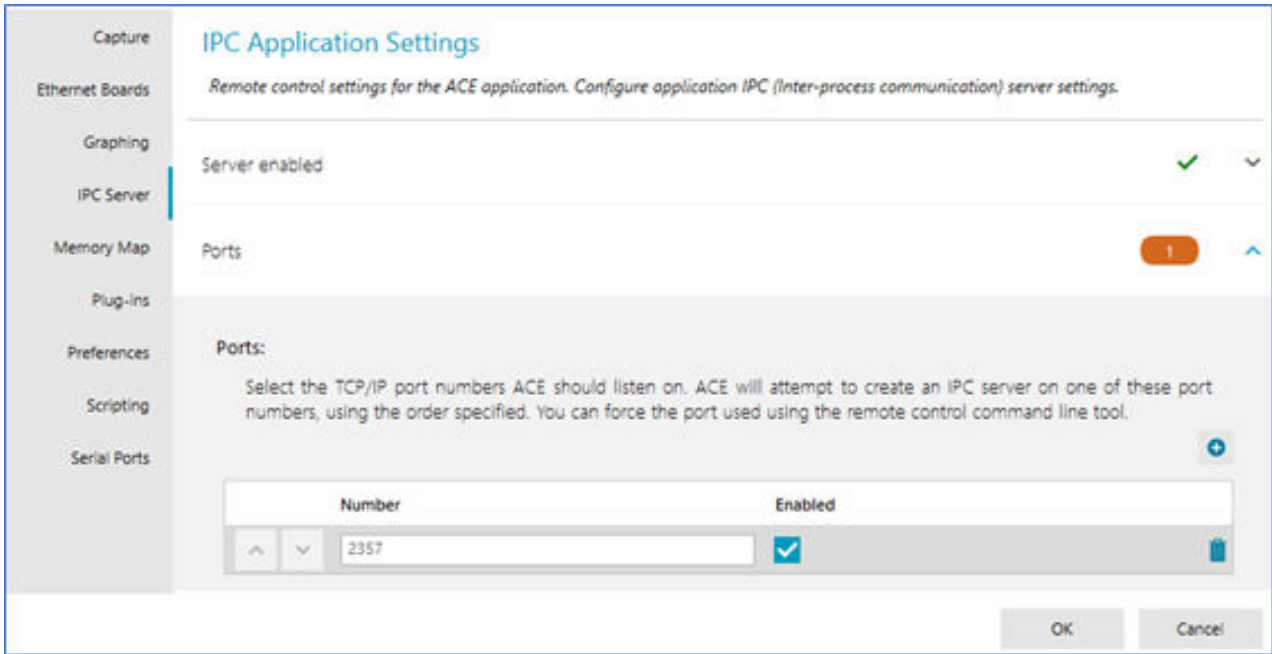 Capture
Ethernet Boards
Graphing
IPC Server
Memory Map
Plug-ins
Preferences
Scripting
Serial Ports
IPC Application Settings
Remote control settings for the ACE application. Configure application IPC (Inter-process communication) server settings.
Server enabled
Ports
1
Ports:
Select the TCP/IP port numbers ACE should listen on. ACE will attempt to create an IPC server on one of these port
numbers, using the order specified. You can force the port used using the remote control command line tool.
Number Enabled
2357
OK Cancel